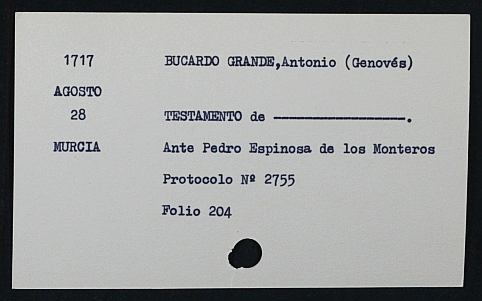 1717 BUCARDO GRANDE,Antonio (Genovés)
AGOSTO
28 TESTAMENTO de ------------------.
MURCIA Ante Pedro Espinosa de los Monteros
Protocolo Nº 2755
Folio 204